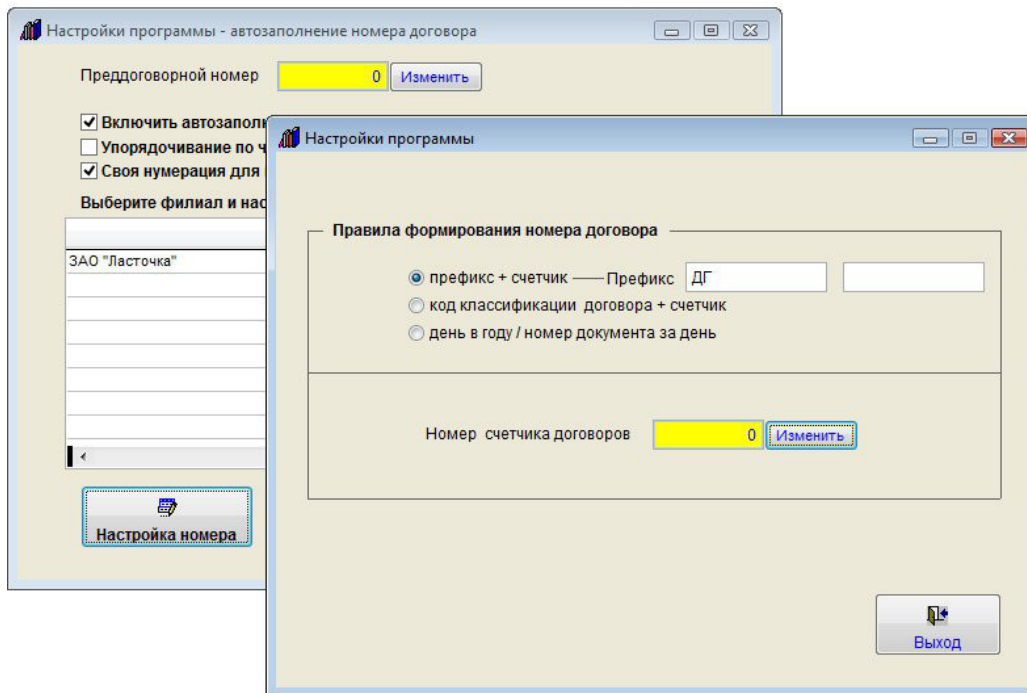 Настройки программы - автозаполнение номера договора
Преддоговорной номер 0 Изменить
Включить автозаполн
Упорядочивание по ч
Своя нумерация для
Выберите филиал и нас
ЗАО "Ласточка"
Настройка номера
Настройки программы
Правила формирования номера договора
префикс + счетчик Префикс ДГ
код классификации договора + счетчик
день в году / номер документа за день
Номер счетчика договоров 0 Изменить
Выход